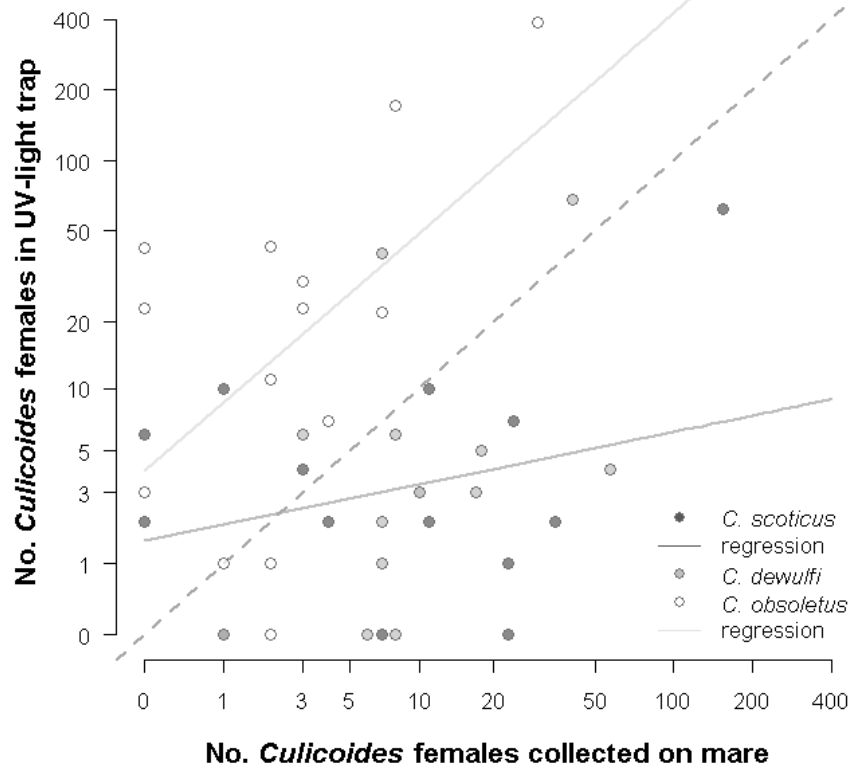 No. Culicoides females in UV-light trap
400
200
100
50
20
10
5
3
1
0
C. scoticus
regression
C. dewulfi
C. obsoletus
regression
0 1 3 5 10 20 50 100 200 400
No. Culicoides females collected on mare